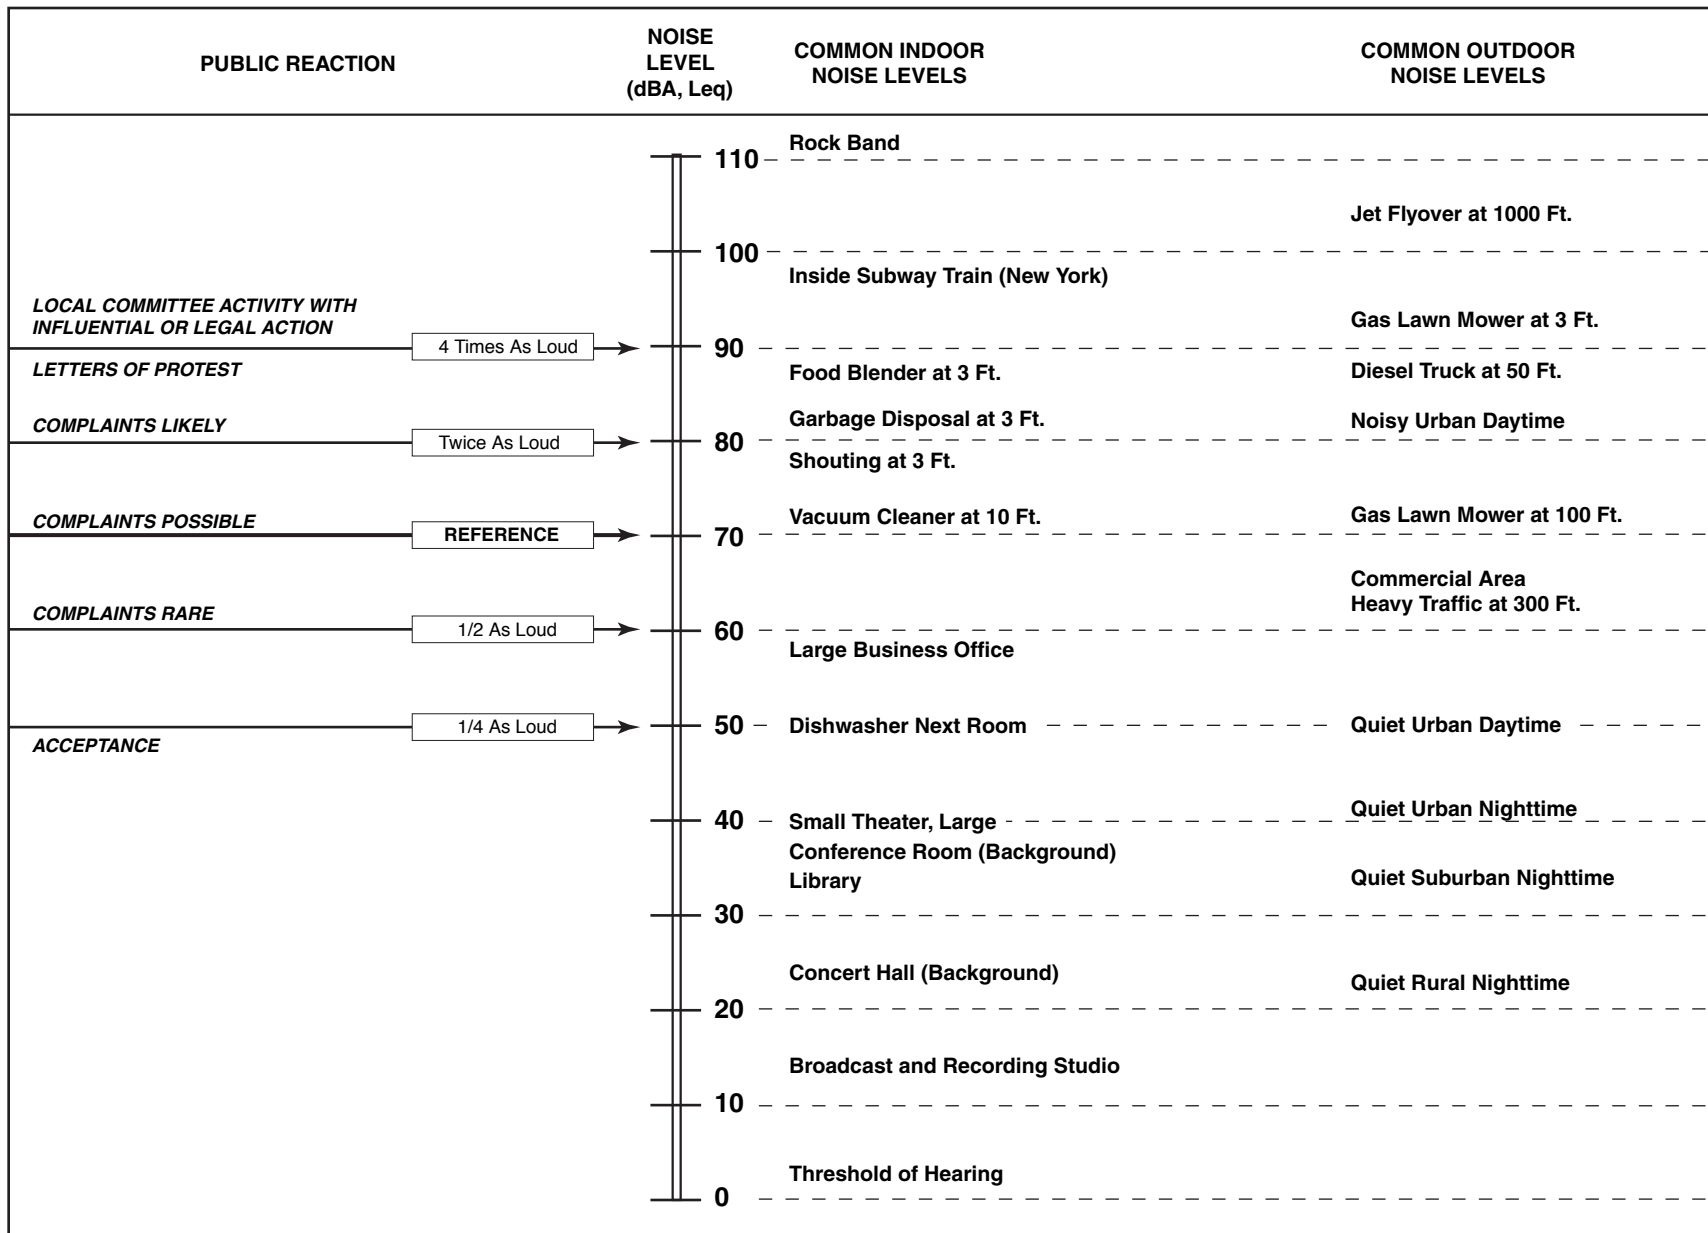 PUBLIC REACTION
NOISE
LEVEL
(dBA, Leq)
COMMON INDOOR
NOISE LEVELS
COMMON OUTDOOR
NOISE LEVELS
Rock Band
110
Jet Flyover at 1000 Ft.
100
Inside Subway Train (New York)
LOCAL COMMITTEE ACTIVITY WITH
INFLUENTIAL OR LEGAL ACTION
Gas Lawn Mower at 3 Ft.
4 Times As Loud
90
LETTERS OF PROTEST
Food Blender at 3 Ft.
Diesel Truck at 50 Ft.
COMPLAINTS LIKELY
Garbage Disposal at 3 Ft.
Noisy Urban Daytime
Twice As Loud
80
Shouting at 3 Ft.
COMPLAINTS POSSIBLE
Vacuum Cleaner at 10 Ft.
Gas Lawn Mower at 100 Ft.
REFERENCE
70
Commercial Area
Heavy Traffic at 300 Ft.
COMPLAINTS RARE
1/2 As Loud
60
Large Business Office
1/4 As Loud
50
Dishwasher Next Room
Quiet Urban Daytime
ACCEPTANCE
Quiet Urban Nighttime
40
Small Theater, Large
Conference Room (Background)
Library
Quiet Suburban Nighttime
30
Concert Hall (Background)
Quiet Rural Nighttime
20
Broadcast and Recording Studio
10
Threshold of Hearing
0